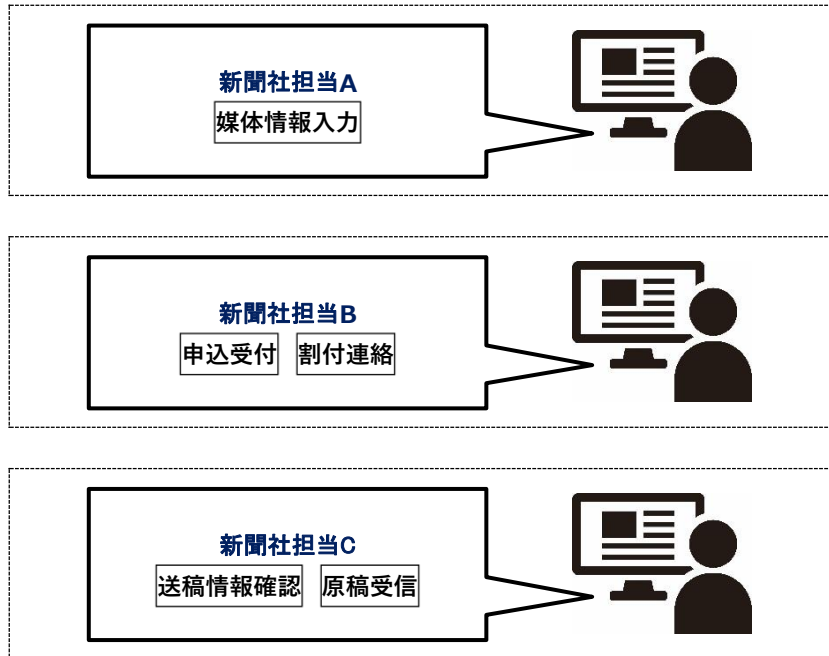 新聞社担当A
媒体情報入力
新聞社担当B
申込受付 割付連絡
新聞社担当C
送稿情報確認 原稿受信